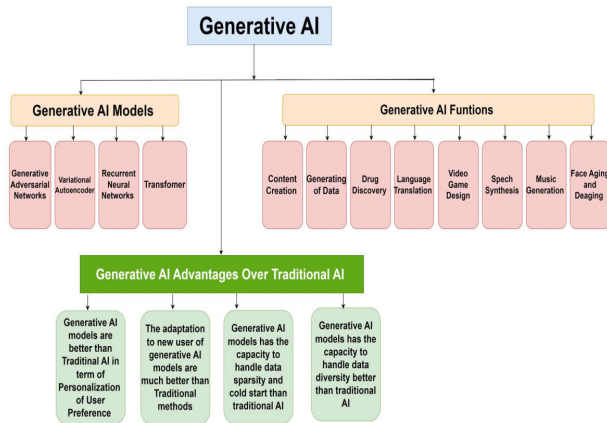 Generative AI
Generative AI Models
Generative AI Funtions
Generative
Adversarial
Networks
Variational
Autoencoder
Recurrent
Neural
Networks
Transfomer
Content
Creation
Generating
of Data
Drug
Discovery
Language
Translation
Video
Game
Design
Spech
Synthesis
Music
Generation
Face Aging
and
Deaging
Generative AI Advantages Over Traditional AI
Generative AI
models are
better than
Traditinal AI in
term of
Personalization
of User
Preference
The adaptation
to new user of
generative AI
models are
much better than
Traditional
methods
Generative AI
models has the
capacity to
handle data
sparsity and
cold start than
traditional AI
Generative AI
models has the
capacity to
handle data
diversity better
than traditional
AI